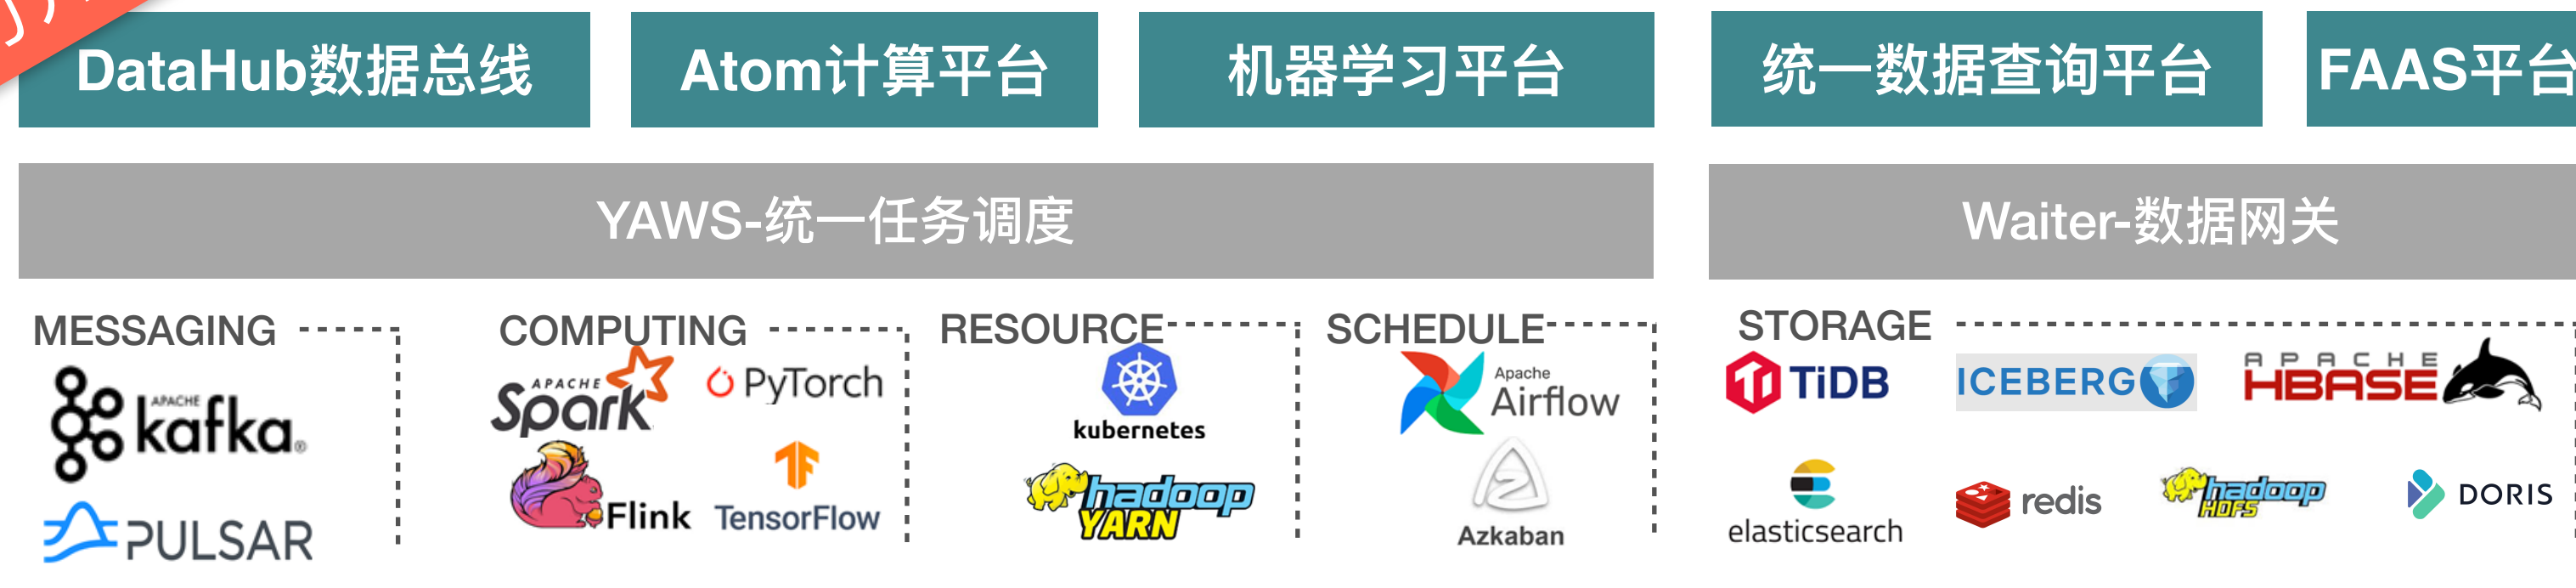 DataHub数据总线
Atom计算平台
机器学习平台
统一数据查询平台
FAAS平台
YAWS-统一任务调度
Waiter-数据网关
MESSAGING
COMPUTING
RESOURCE
SCHEDULE
STORAGE
APACHE
kafka®
PULSAR
APACHE
Spark
PyTorch
Flink
TensorFlow
kubernetes
hadoop
YARN
Apache
Airflow
Azkaban
TiDB
ICEBERG
APACHE
HBASE
elasticsearch
redis
hadoop
HDFS
DORIS